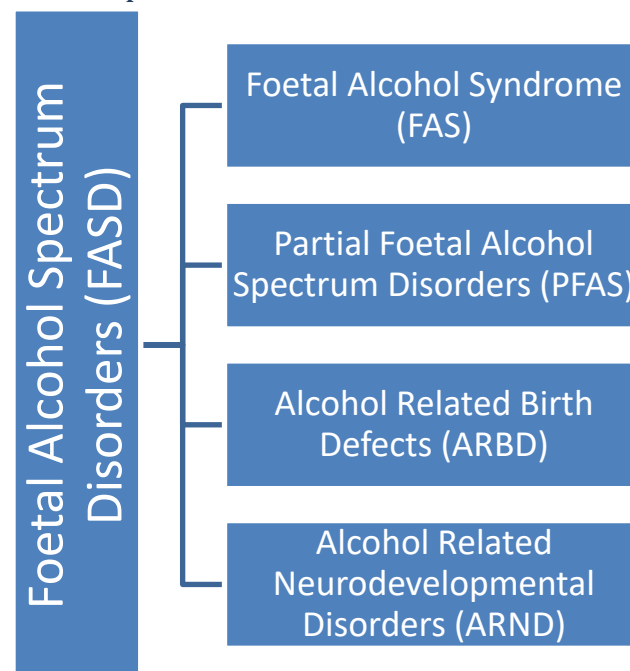 Foetal Alcohol Spectrum
Disorders (FASD)
Foetal Alcohol Syndrome
(FAS)
Partial Foetal Alcohol
Spectrum Disorders (PFAS)
Alcohol Related Birth
Defects (ARBD)
Alcohol Related
Neurodevelopmental
Disorders (ARND)